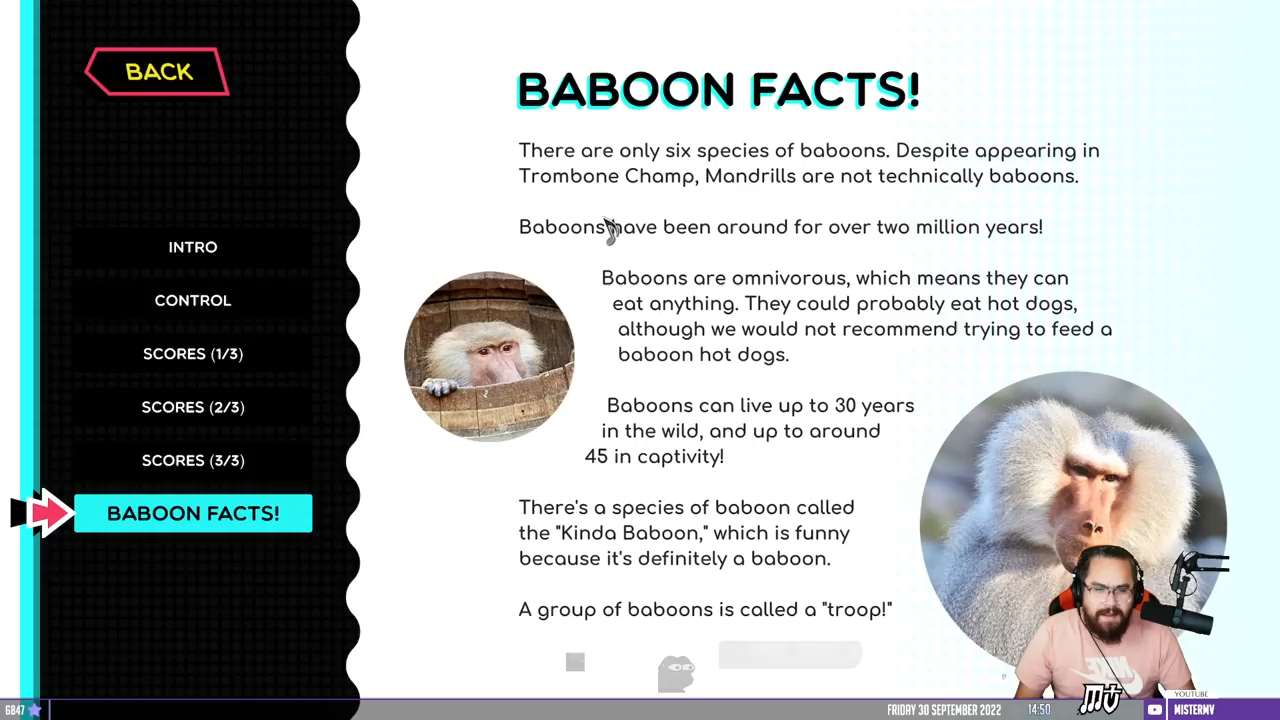 BACK
INTRO
CONTROL
SCORES (1/3)
SCORES (2/3)
SCORES (3/3)
BABOON FACTS!
BABOON FACTS!
There are only six species of baboons. Despite appearing in
Trombone Champ, Mandrills are not technically baboons.
Baboons have been around for over two million years!
Baboons are omnivorous, which means they can
eat anything. They could probably eat hot dogs,
although we would not recommend trying to feed a
baboon hot dogs.
Baboons can live up to 30 years
in the wild, and up to around
45 in captivity!
There's a species of baboon called
the "Kinda Baboon," which is funny
because it's definitely a baboon.
A group of baboons is called a "troop!"
6847
FRIDAY 30 SEPTEMBER 2022
14:50
YOUTUBE
MISTERMV